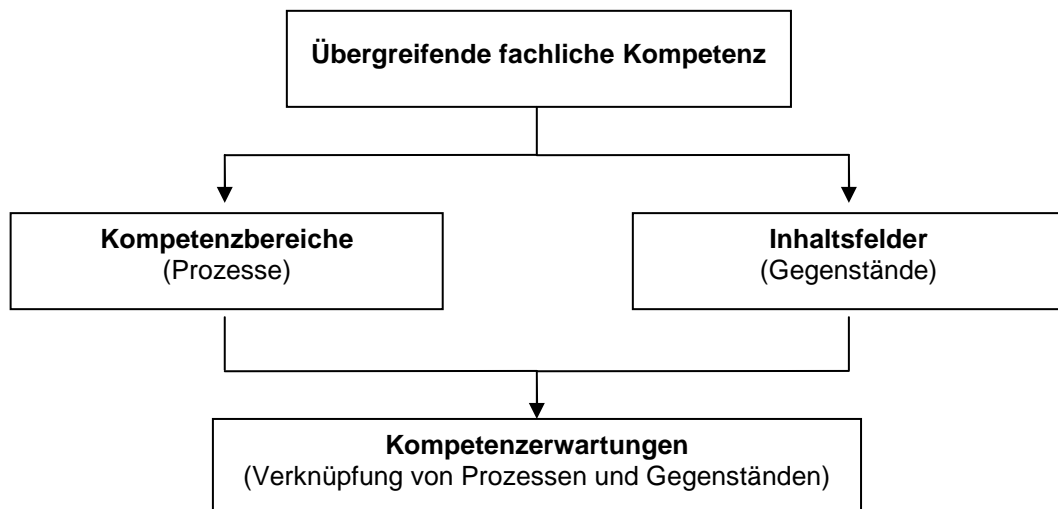 Übergreifende fachliche Kompetenz
Kompetenzbereiche
(Prozesse)
Inhaltsfelder
(Gegenstände)
Kompetenzerwartungen
(Verknüpfung von Prozessen und Gegenständen)